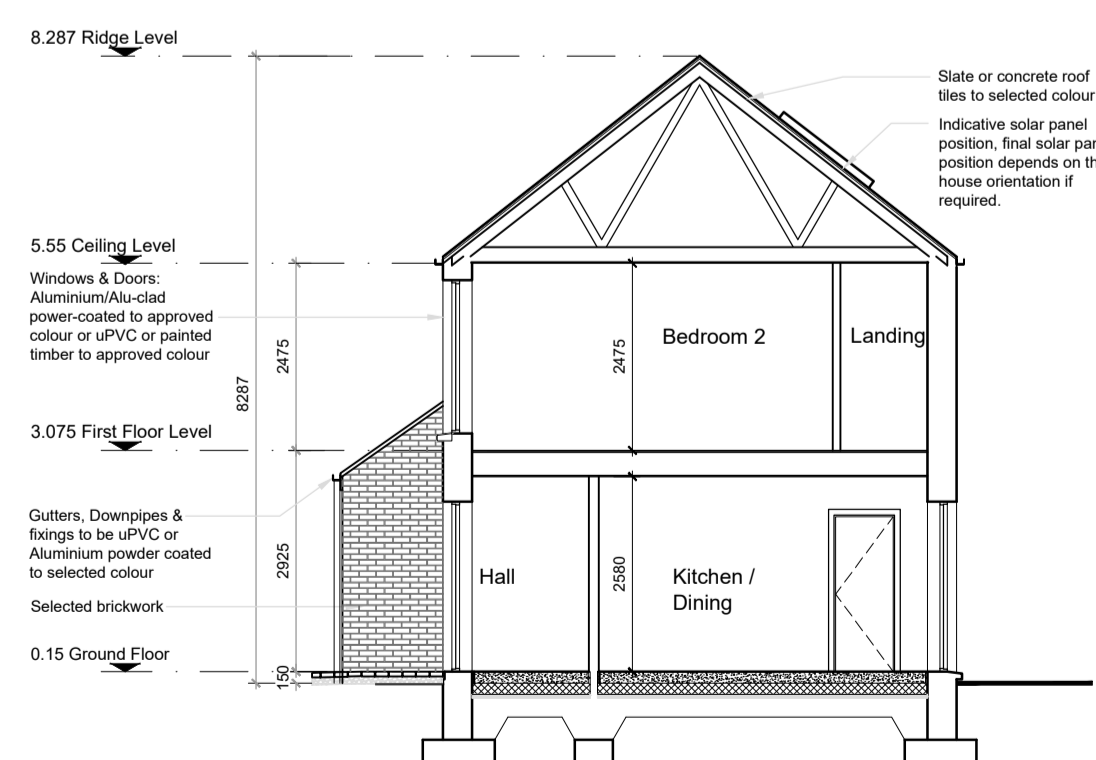 8.287 Ridge Level
Slate or concrete roof
tiles to selected colour
Indicative solar panel
position, final solar
position depends on
house orientation if
required.
5.55 Ceiling Level
Windows & Doors:
Aluminium/Alu-clad
power-coated to approved
colour or uPVC or painted
timber to approved colour
2475
8287
2475
Bedroom 2
Landing
3.075 First Floor Level
Gutters, Downpipes &
fixings to be uPVC or
Aluminium powder coated
to selected colour
2925
Hall
2580
Kitchen /
Dining
Selected brickwork
0.15 Ground Floor
150